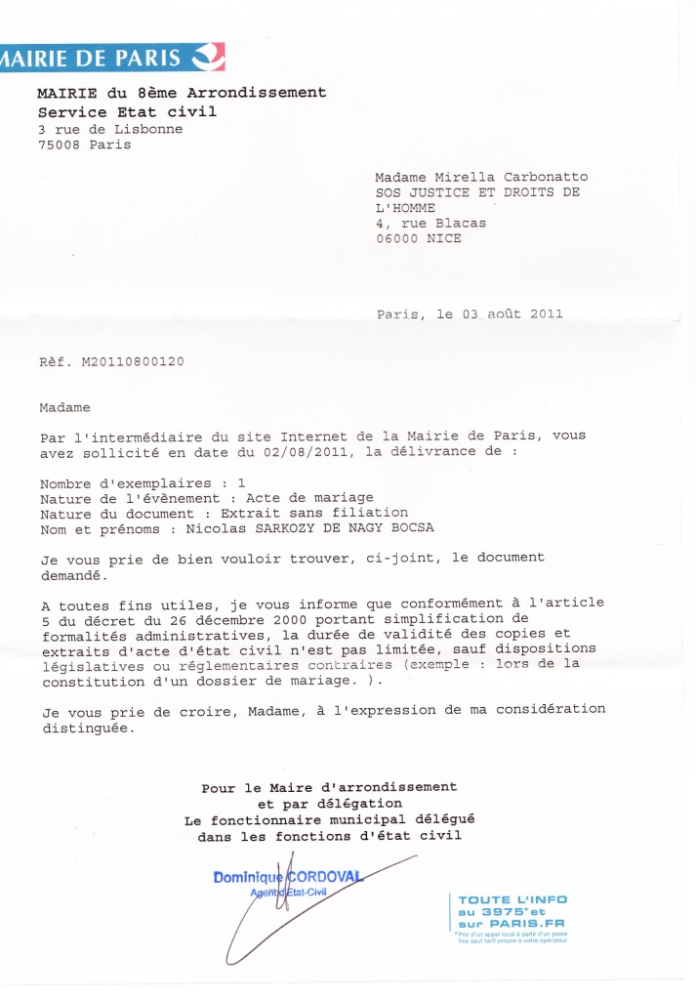 MAIRIE DE PARIS
MAIRIE du 8ème Arrondissement
Service Etat civil
3 rue de Lisbonne
75008 Paris
Madame Mirella Carbonatto
SOS JUSTICE ET DROITS DE
L'HOMME
4, rue Blacas
06000 NICE
Paris, le 03 août 2011
Rèf. M20110800120
Madame
Par l'intermédiaire du site Internet de la Mairie de Paris, vous
avez sollicité en date du 02/08/2011, la délivrance de :
Nombre d'exemplaires : 1
Nature de l'évènement : Acte de mariage
Nature du document : Extrait sans filiation
Nom et prénoms : Nicolas SARKOZY DE NAGY BOCSA
Je vous prie de bien vouloir trouver, ci-joint, le document
demandé.
A toutes fins utiles, je vous informe que conformément à l'article
5 du décret du 26 décembre 2000 portant simplification de
formalités administratives, la durée de validité des copies et
extraits d'acte d'état civil n'est pas limitée, sauf dispositions
législatives ou réglementaires contraires (exemple : lors de la
constitution d'un dossier de mariage. ).
Je vous prie de croire, Madame, à l'expression de ma considération
distinguée.
Pour le Maire d'arrondissement
et par délégation
Le fonctionnaire municipal délégué
dans les fonctions d'état civil
Dominique CORDOVAL
Agent d'Etat-Civil
TOUTE L'INFO
au 3975* et
sur PARIS.FR
*Prix d'un appel local à partir d'un poste
fixe sauf tarif propre à votre opérateur